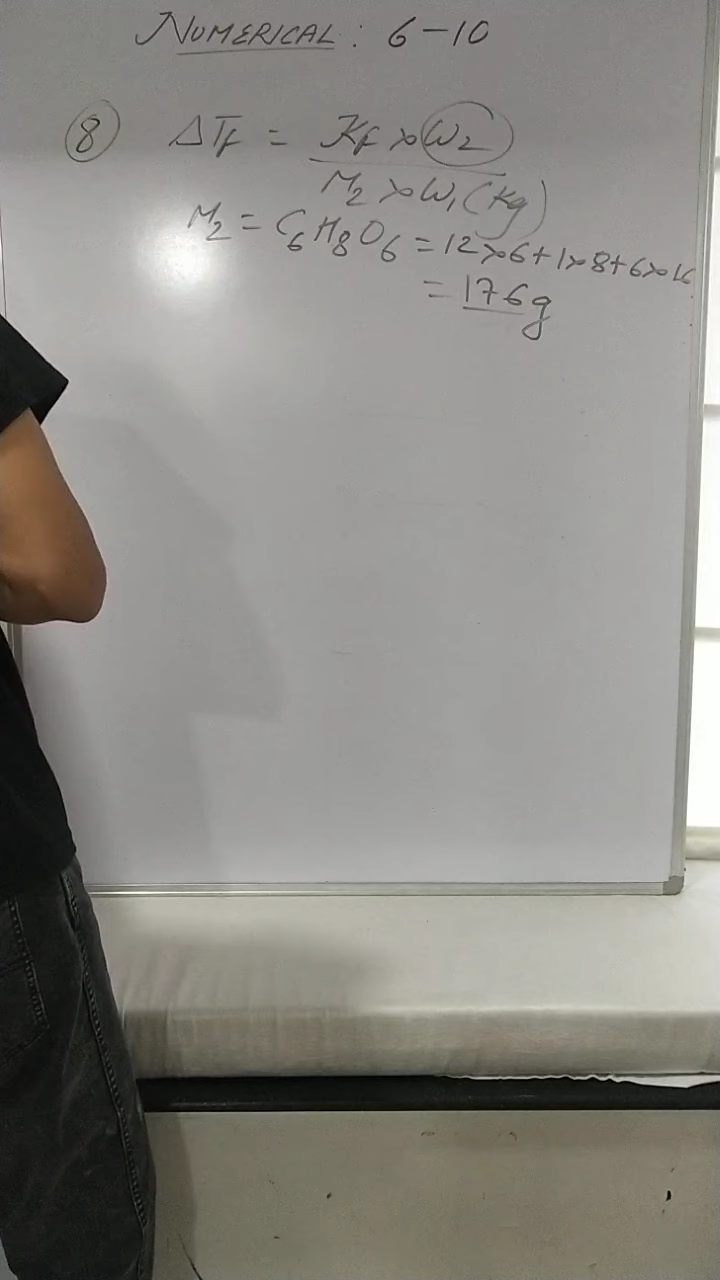 NUMERICAL: 6-10
8 ΔTf = Kf × W2 / M2 × W1 (Kg)
M2 = C6H8O6 = 12×6+1×8+6×16
= 176g